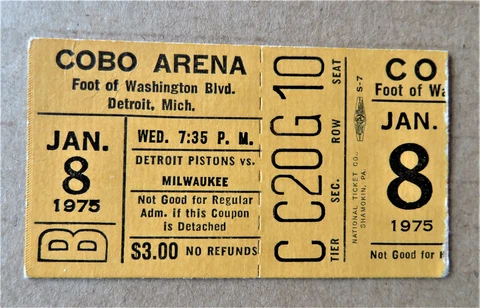 COBO ARENA
Foot of Washington Blvd.
Detroit, Mich.
JAN.
8
1975
WED. 7:35 P. M.
DETROIT PISTONS vs.
MILWAUKEE
Not Good for Regular
Adm. if this Coupon
is Detached
B
$3.00 NO REFUNDS
C C20 G 10
TIER SEC. ROW SEAT
S-7
NATIONAL TICKET CO.
SHAMOKIN, PA.
CO
Foot of Wa
JAN.
8
1975
Not Good for